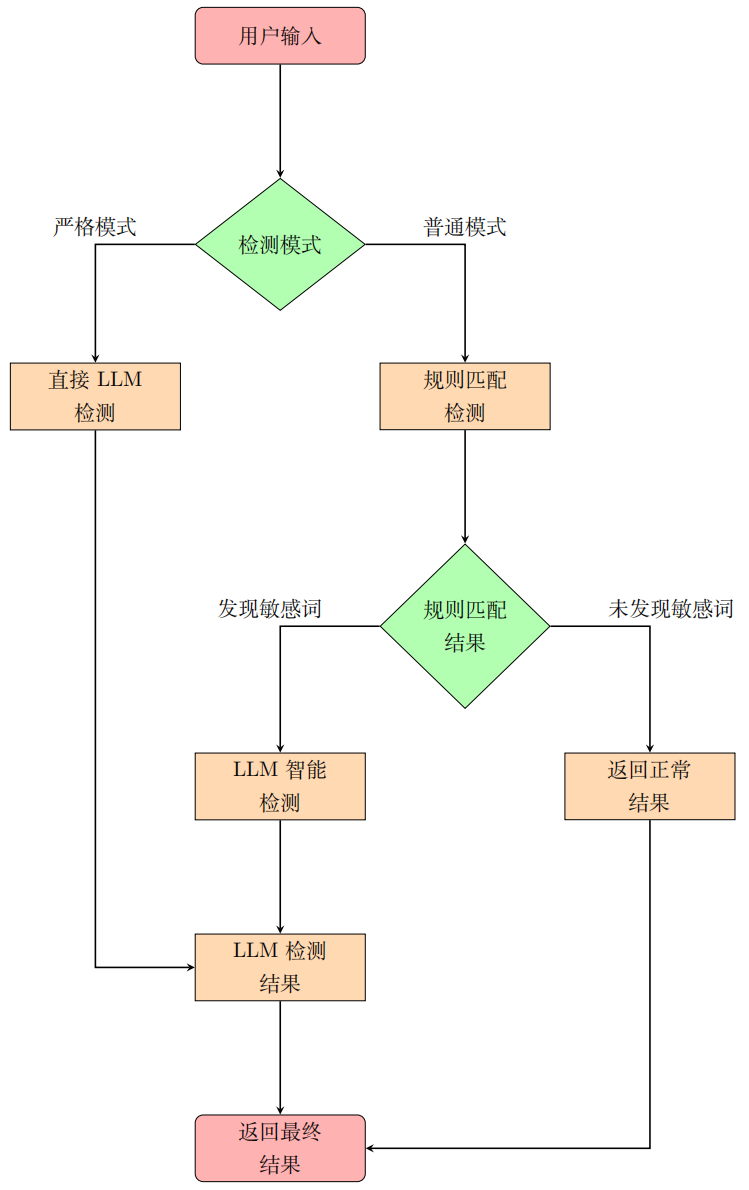 用户输入
严格模式
检测模式
普通模式
直接 LLM
检测
规则匹配
检测
发现敏感词
规则匹配
结果
未发现敏感词
LLM 智能
检测
返回正常
结果
LLM 检测
结果
返回最终
结果